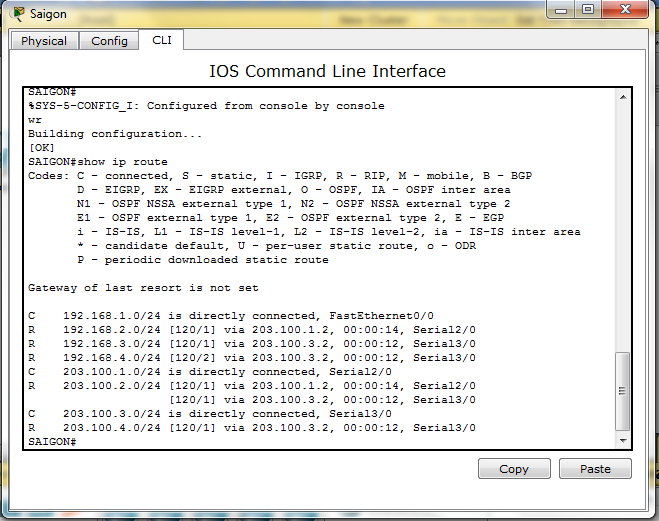 Saigon
Physical Config CLI
IOS Command Line Interface
SAIGON#
%SYS-5-CONFIG_I: Configured from console by console
wr
Building configuration...
[OK]
SAIGON#show ip route
Codes: C - connected, S - static, I - IGRP, R - RIP, M - mobile, B - BGP
D - EIGRP, EX - EIGRP external, O - OSPF, IA - OSPF inter area
N1 - OSPF NSSA external type 1, N2 - OSPF NSSA external type 2
E1 - OSPF external type 1, E2 - OSPF external type 2, E - EGP
i - IS-IS, L1 - IS-IS level-1, L2 - IS-IS level-2, ia - IS-IS inter area
* - candidate default, U - per-user static route, o - ODR
P - periodic downloaded static route
Gateway of last resort is not set
C 192.168.1.0/24 is directly connected, FastEthernet0/0
R 192.168.2.0/24 [120/1] via 203.100.1.2, 00:00:14, Serial2/0
R 192.168.3.0/24 [120/1] via 203.100.3.2, 00:00:12, Serial3/0
R 192.168.4.0/24 [120/2] via 203.100.3.2, 00:00:12, Serial3/0
C 203.100.1.0/24 is directly connected, Serial2/0
R 203.100.2.0/24 [120/1] via 203.100.1.2, 00:00:14, Serial2/0
[120/1] via 203.100.3.2, 00:00:12, Serial3/0
C 203.100.3.0/24 is directly connected, Serial3/0
R 203.100.4.0/24 [120/1] via 203.100.3.2, 00:00:12, Serial3/0
SAIGON#
Copy Paste